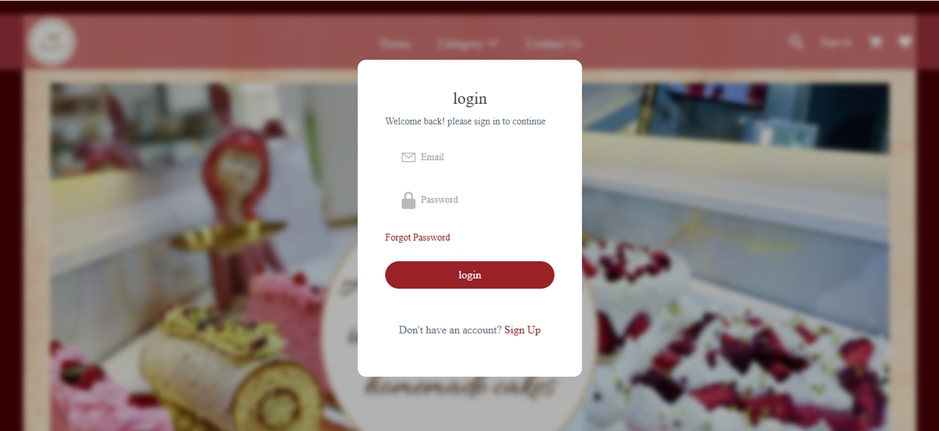 Home Category Contact Us Sign in
login
Welcome back! please sign in to continue
Email
Password
Forgot Password
login
Don't have an account? Sign Up
homemade cakes